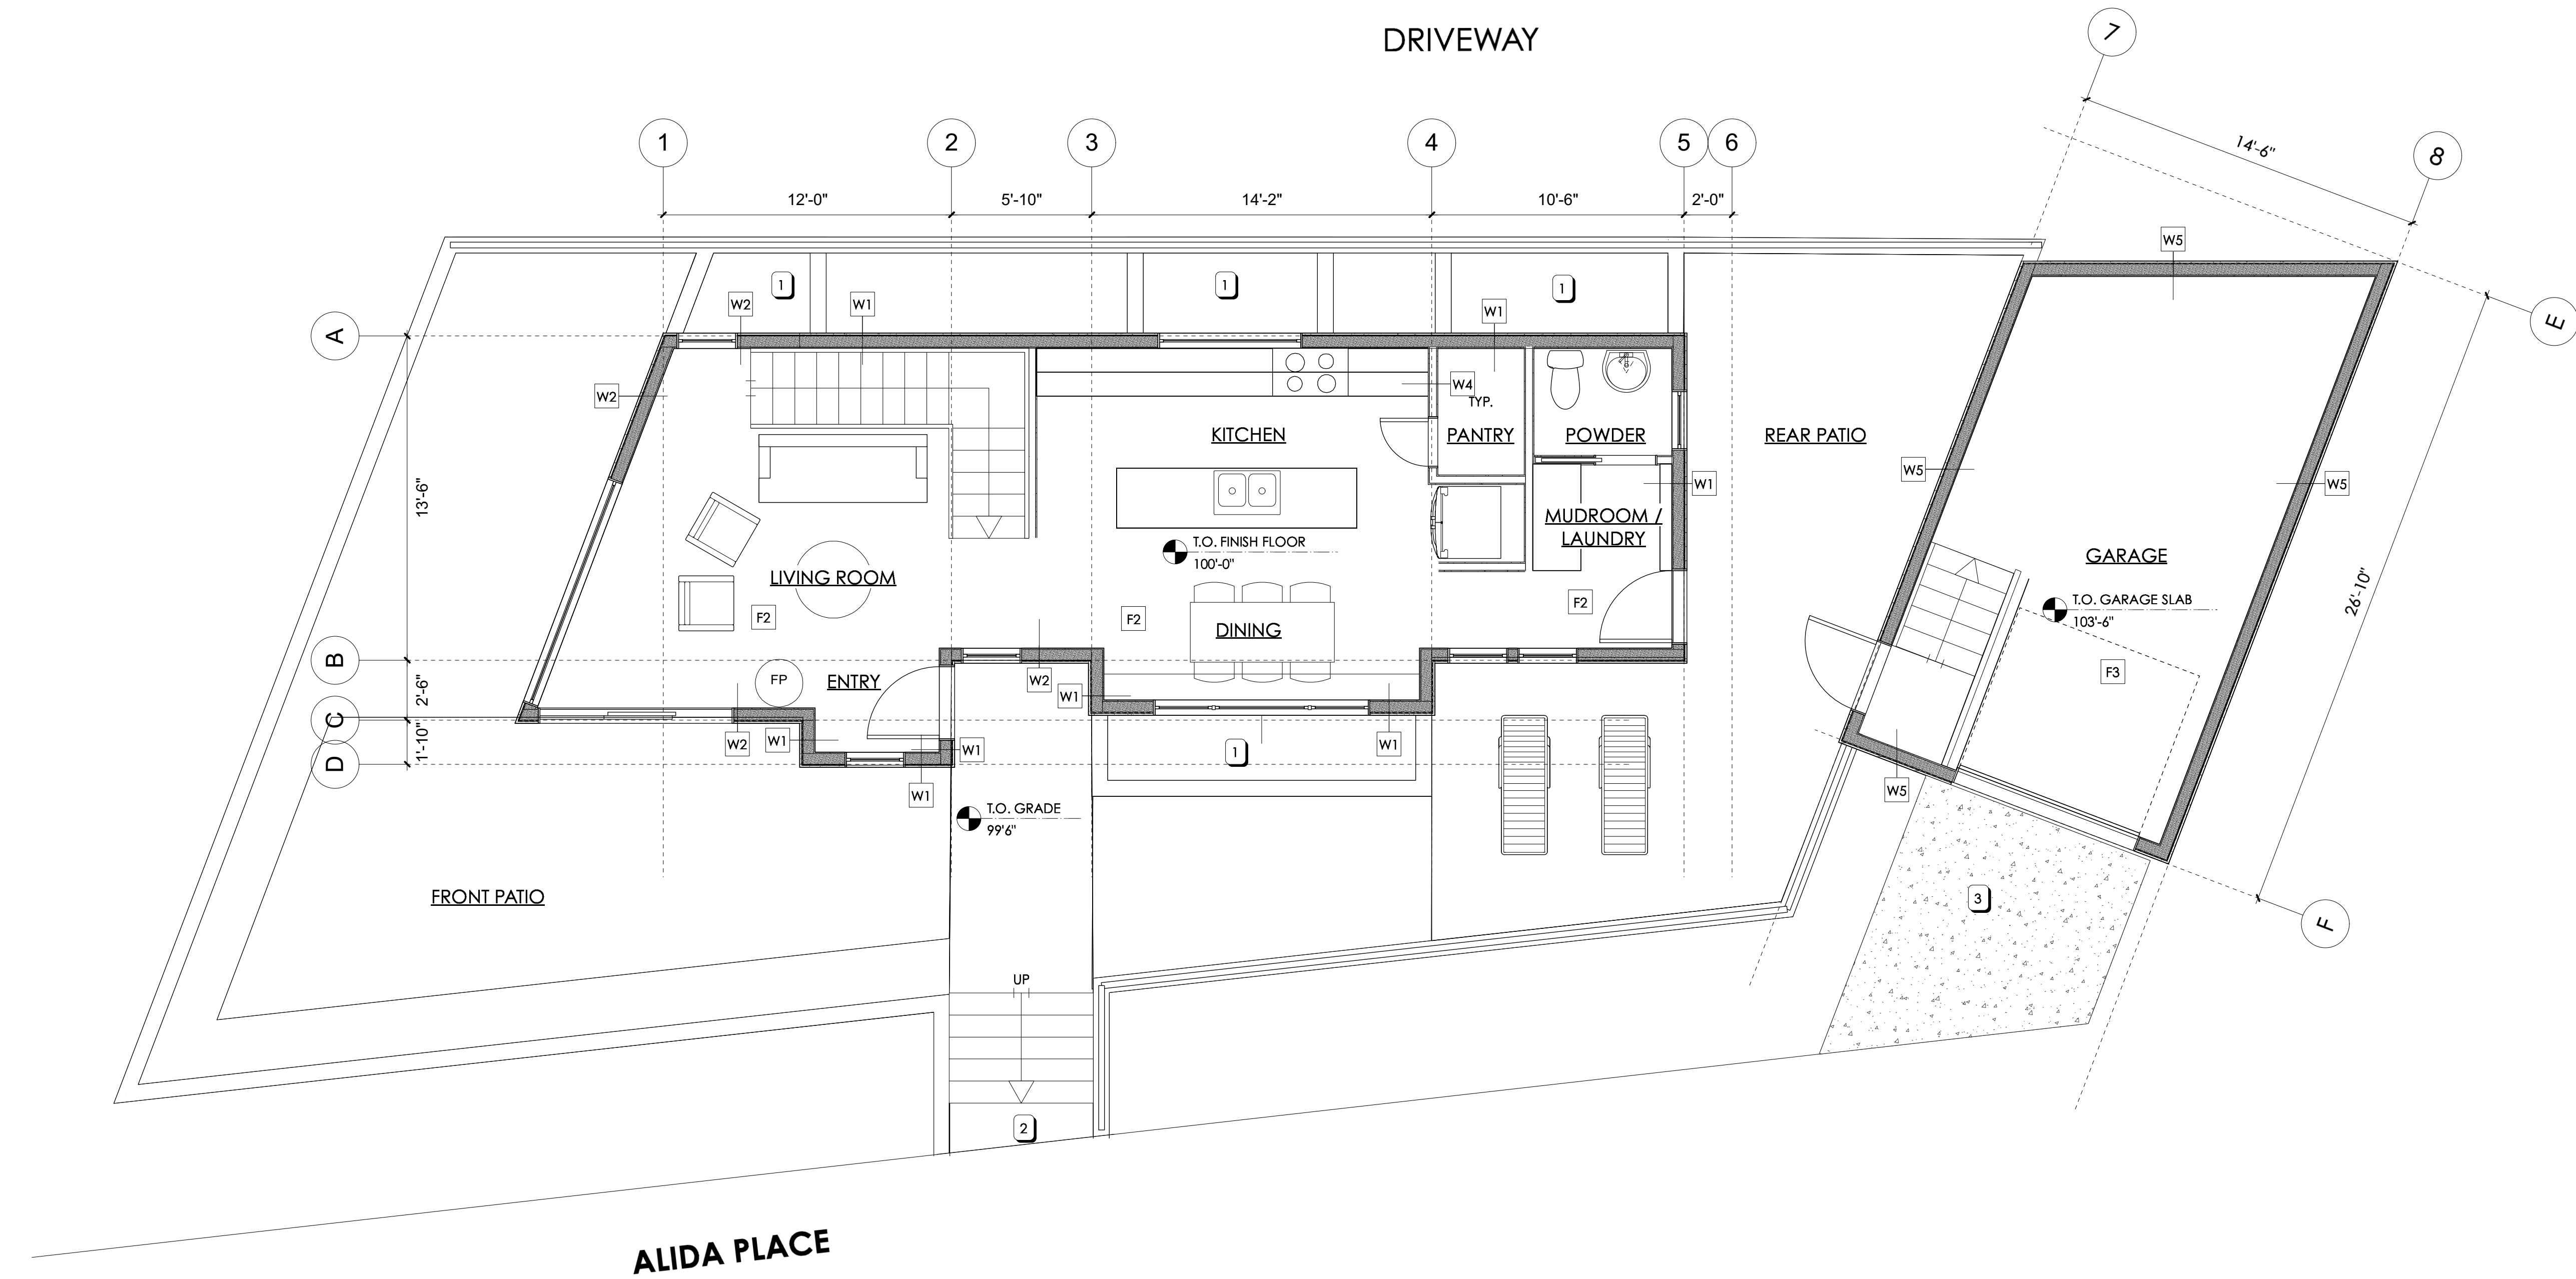 DRIVEWAY
7
14'-6"
8
1
2
3
4
5
6
12'-0"
5'-10"
14'-2"
10'-6"
2'-0"
W5
1
1
1
W2
W1
W1
E
A
W2
W4
TYP.
KITCHEN
PANTRY
POWDER
REAR PATIO
W5
W1
W5
13'-6"
MUDROOM /
LAUNDRY
T.O. FINISH FLOOR
100'-0"
GARAGE
LIVING ROOM
T.O. GARAGE SLAB
103'-6"
26'-10"
F2
F2
F2
DINING
B
FP
ENTRY
W2
W1
F3
2'-6"
C
1'-10"
W2
W1
W1
1
W1
D
W1
W5
T.O. GRADE
99'6"
FRONT PATIO
3
F
UP
2
ALIDA PLACE